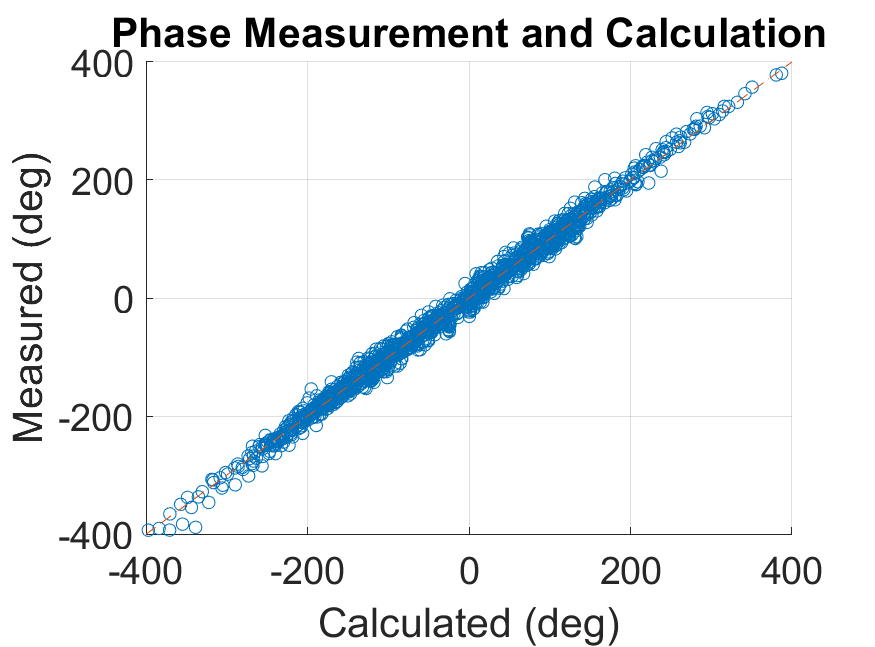 Phase Measurement and Calculation
400
200
0
-200
-400
-400 -200 0 200 400
Measured (deg)
Calculated (deg)